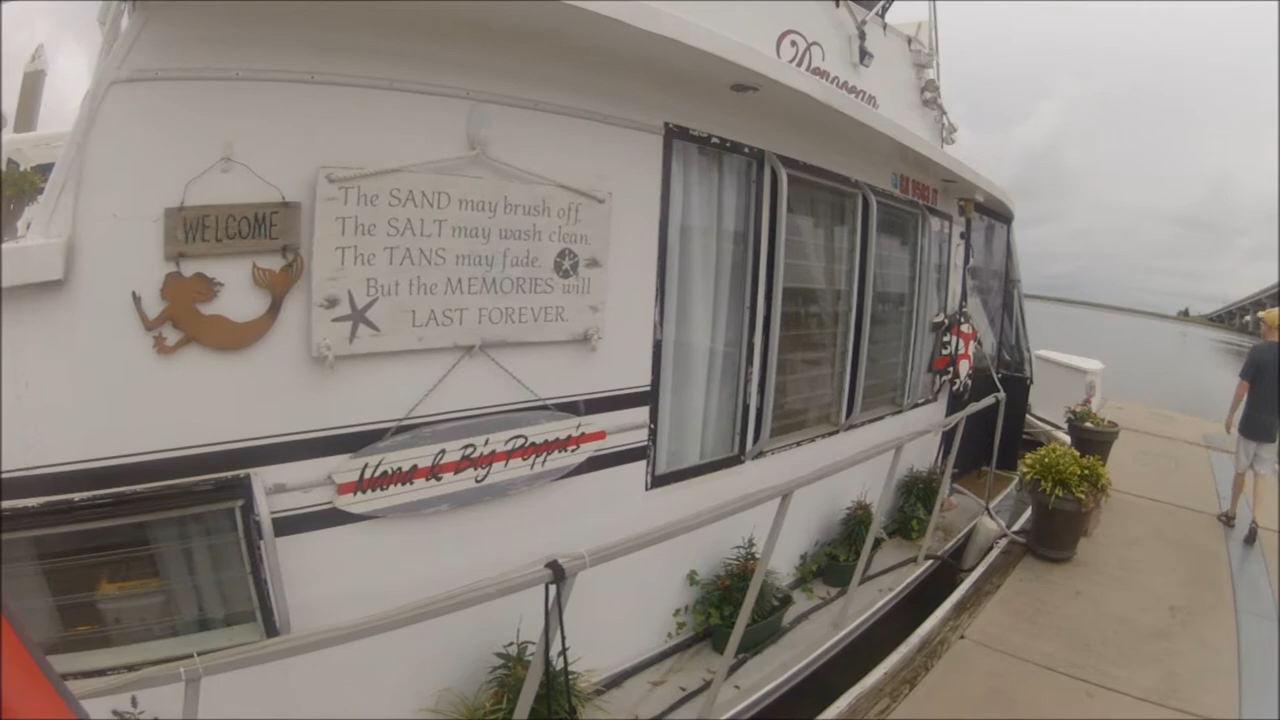 WELCOME
The SAND may brush off.
The SALT may wash clean.
The TANS may fade.
But the MEMORIES will
LAST FOREVER.
Nana & Big Poppa's